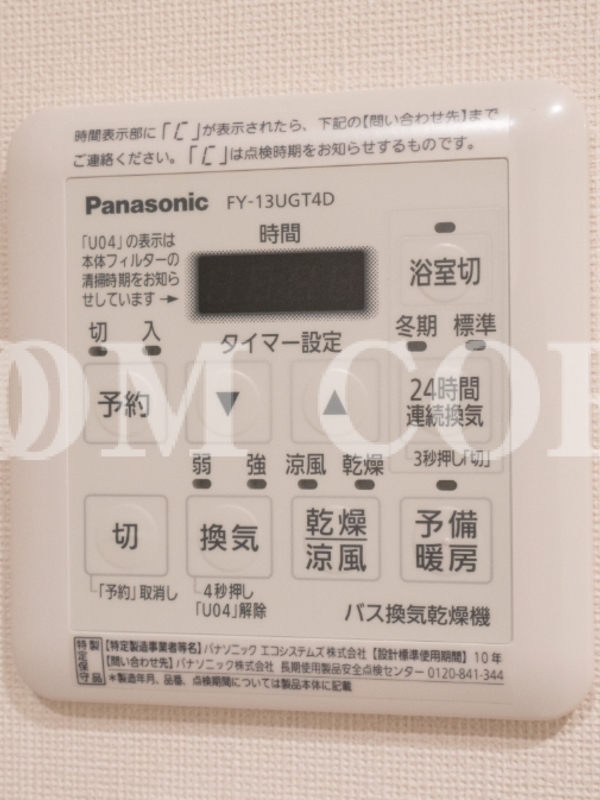 時間表示部に「[」が表示されたら、下記の【問い合わせ先】まで
ご連絡ください。「[」は点検時期をお知らせするものです。
Panasonic FY-13UGT4D
「U04」の表示は
本体フィルターの
清掃時期をお知ら
せしています→
時間
浴室切
切 入
タイマー設定
冬期 標準
予約
▼
▲
24時間
連続換気
3秒押し「切」
弱 強 涼風 乾燥
切
換気
乾燥
涼風
予備
暖房
「予約」取消し
4秒押し
「U04」解除
バス換気乾燥機
特定保守製品
【特定製造事業者等名】パナソニック エコシステムズ株式会社【設計標準使用期間】10年
【問い合わせ先】パナソニック株式会社 長期使用製品安全点検センター 0120-841-344
*製造年月、品番、点検期間については製品本体に記載